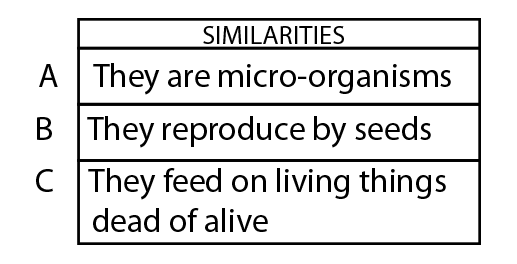 SIMILARITIES
A They are micro-organisms
B They reproduce by seeds
C They feed on living things
dead of alive